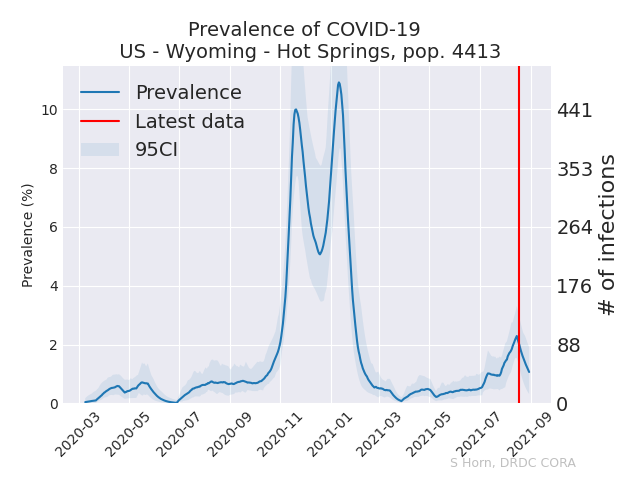 Prevalence of COVID-19
US - Wyoming - Hot Springs, pop. 4413
Prevalence
Latest data
95CI
Prevalence (%)
10
8
6
4
2
0
441
353
264
176
88
0
# of infections
2020-03
2020-05
2020-07
2020-09
2020-11
2021-01
2021-03
2021-05
2021-07
2021-09
S Horn, DRDC CORA